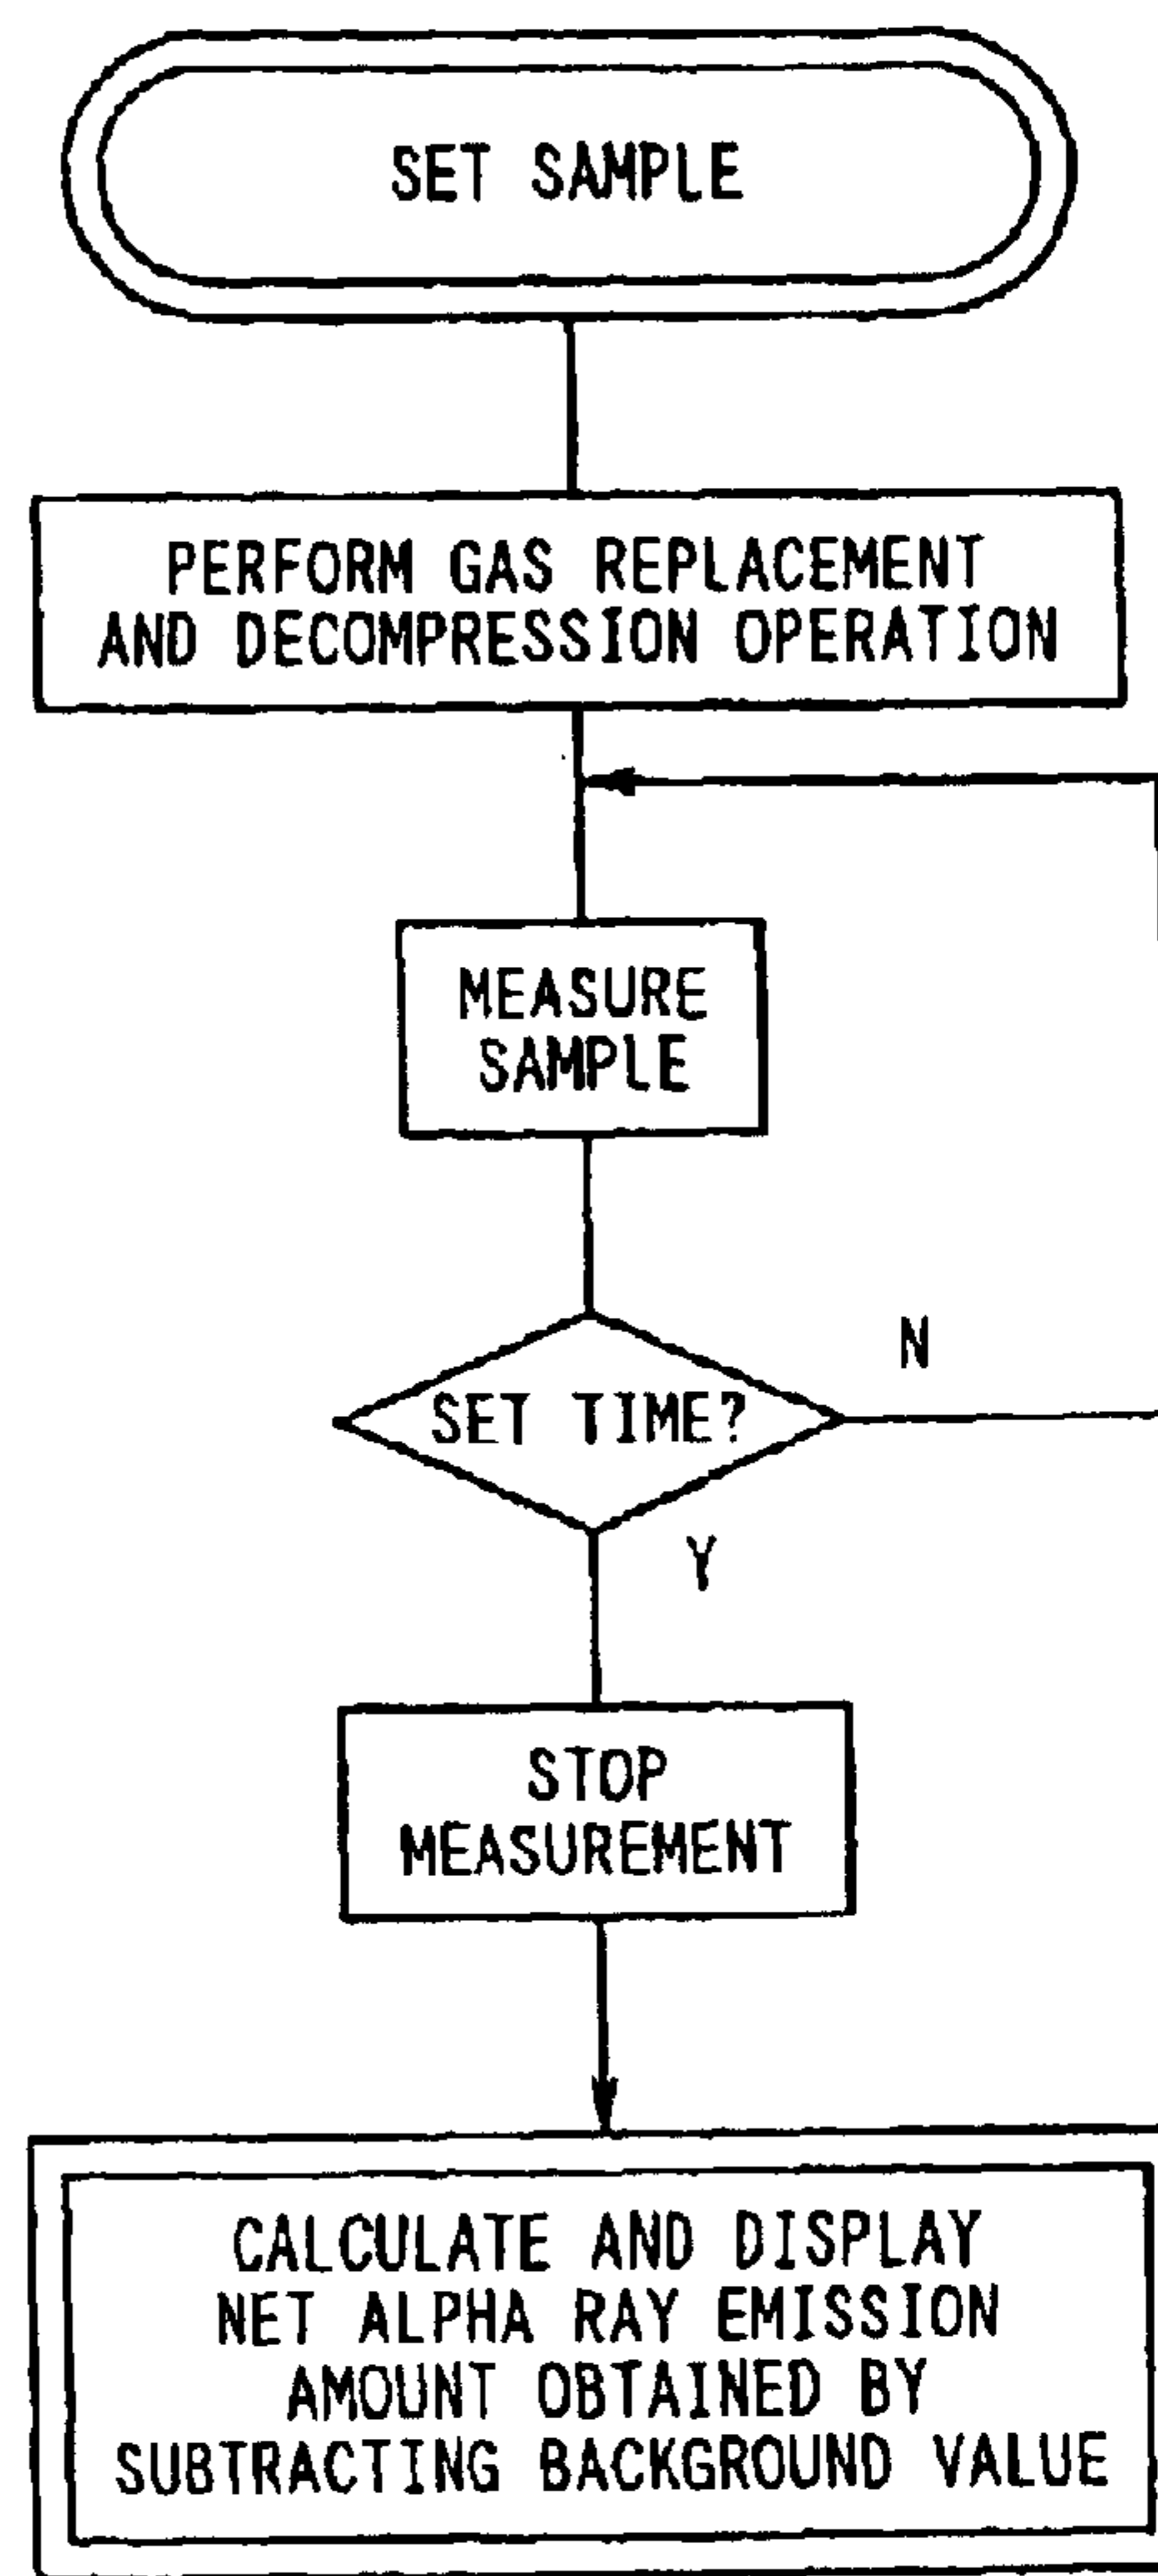 SET SAMPLE
PERFORM GAS REPLACEMENT
AND DECOMPRESSION OPERATION
MEASURE
SAMPLE
SET TIME?
N
Y
STOP
MEASUREMENT
CALCULATE AND DISPLAY
NET ALPHA RAY EMISSION
AMOUNT OBTAINED BY
SUBTRACTING BACKGROUND VALUE